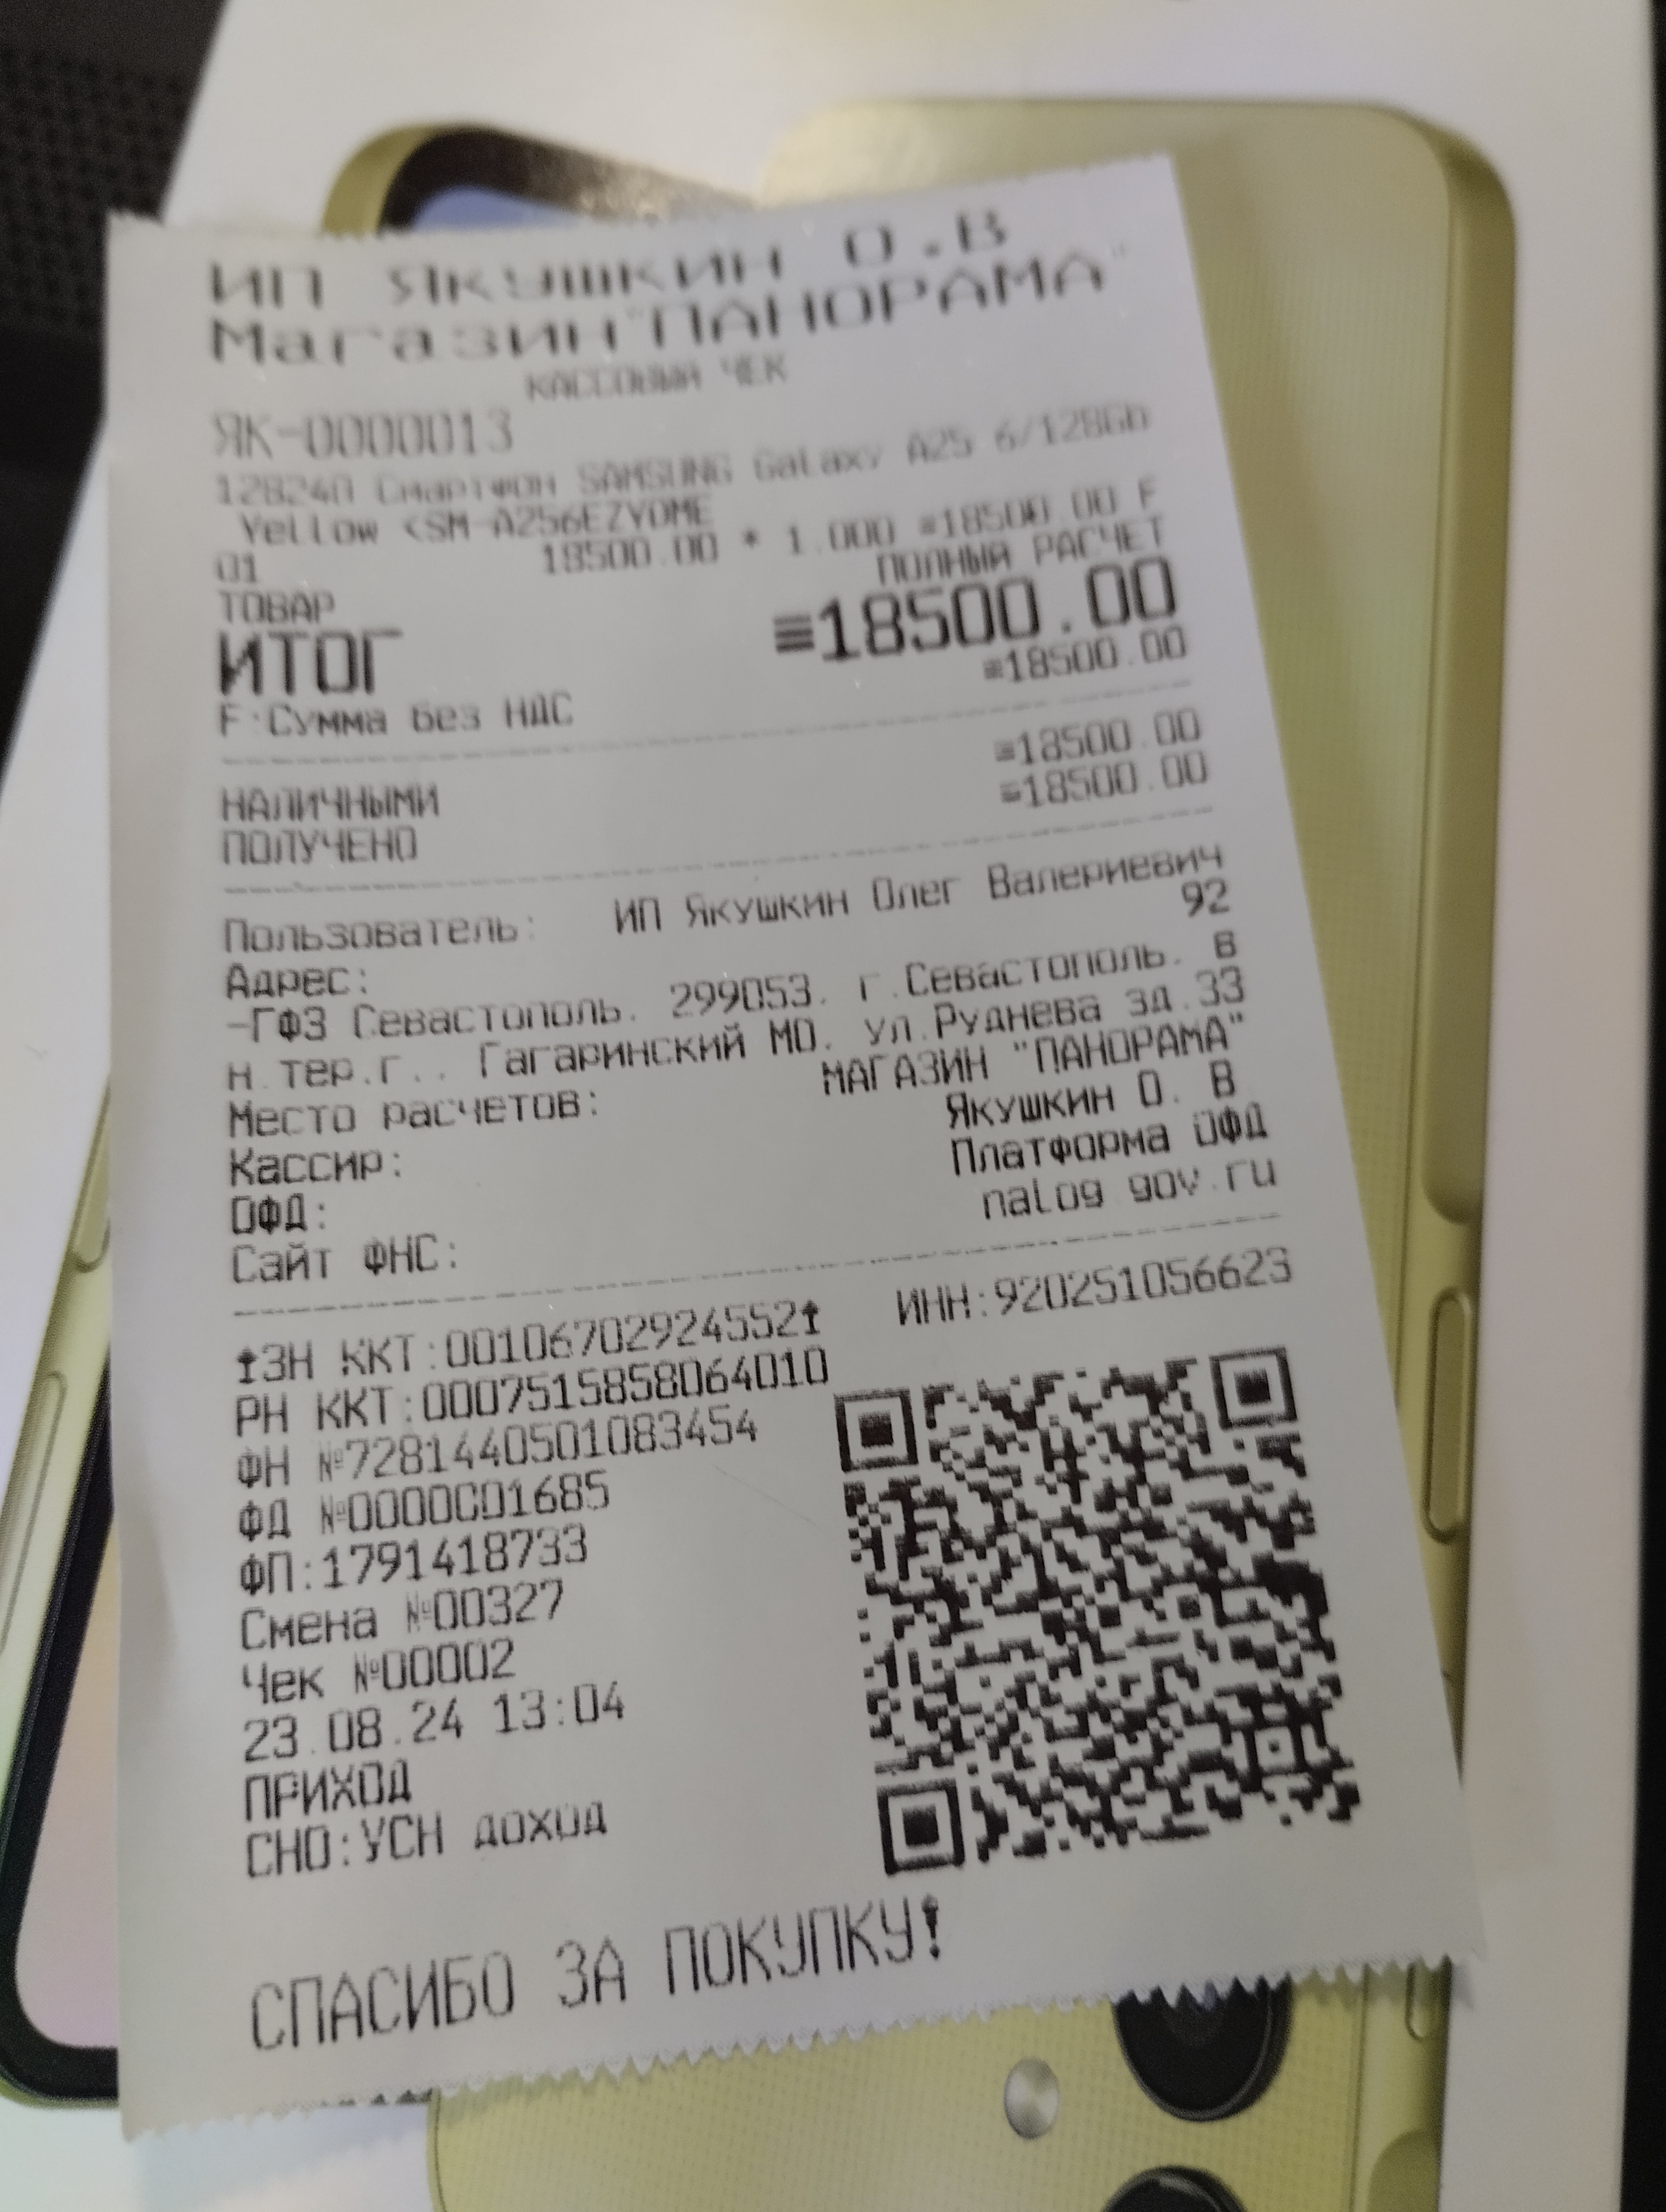 ИП ЯКУШКИН О.В
Магазин"ПАНОРАМА"
КАССОВЫЙ ЧЕК
ЯК-0000013
128240 Смартфон SAMSUNG Galaxy A25 6/128Gb
Yellow <SM-A256EZYDME
01 18500.00 * 1.000 ≡18500.00 F
ТОВАР ПОЛНЫЙ РАСЧЕТ
ИТОГ ≡18500.00
F:Сумма без НДС ≡18500.00
НАЛИЧНЫМИ ≡18500.00
ПОЛУЧЕНО ≡18500.00
Пользователь: ИП Якушкин Олег Валериевич
Адрес: 92
-ГФЗ Севастополь, 299053, г.Севастополь, в
н.тер.г., Гагаринский МО, ул.Руднева зд.33
Место расчетов: МАГАЗИН "ПАНОРАМА"
Кассир: Якушкин О. В
ОФД: Платформа ОФД
Сайт ФНС: nalog.gov.ru
ЗН ККТ:00106702924552 ИНН:920251056623
РН ККТ:0007515858064010
ФН №7281440501083454
ФД №0000001685
ФП:1791418733
Смена №00327
Чек №00002
23.08.24 13:04
ПРИХОД
СНО:УСН доход
СПАСИБО ЗА ПОКУПКУ!